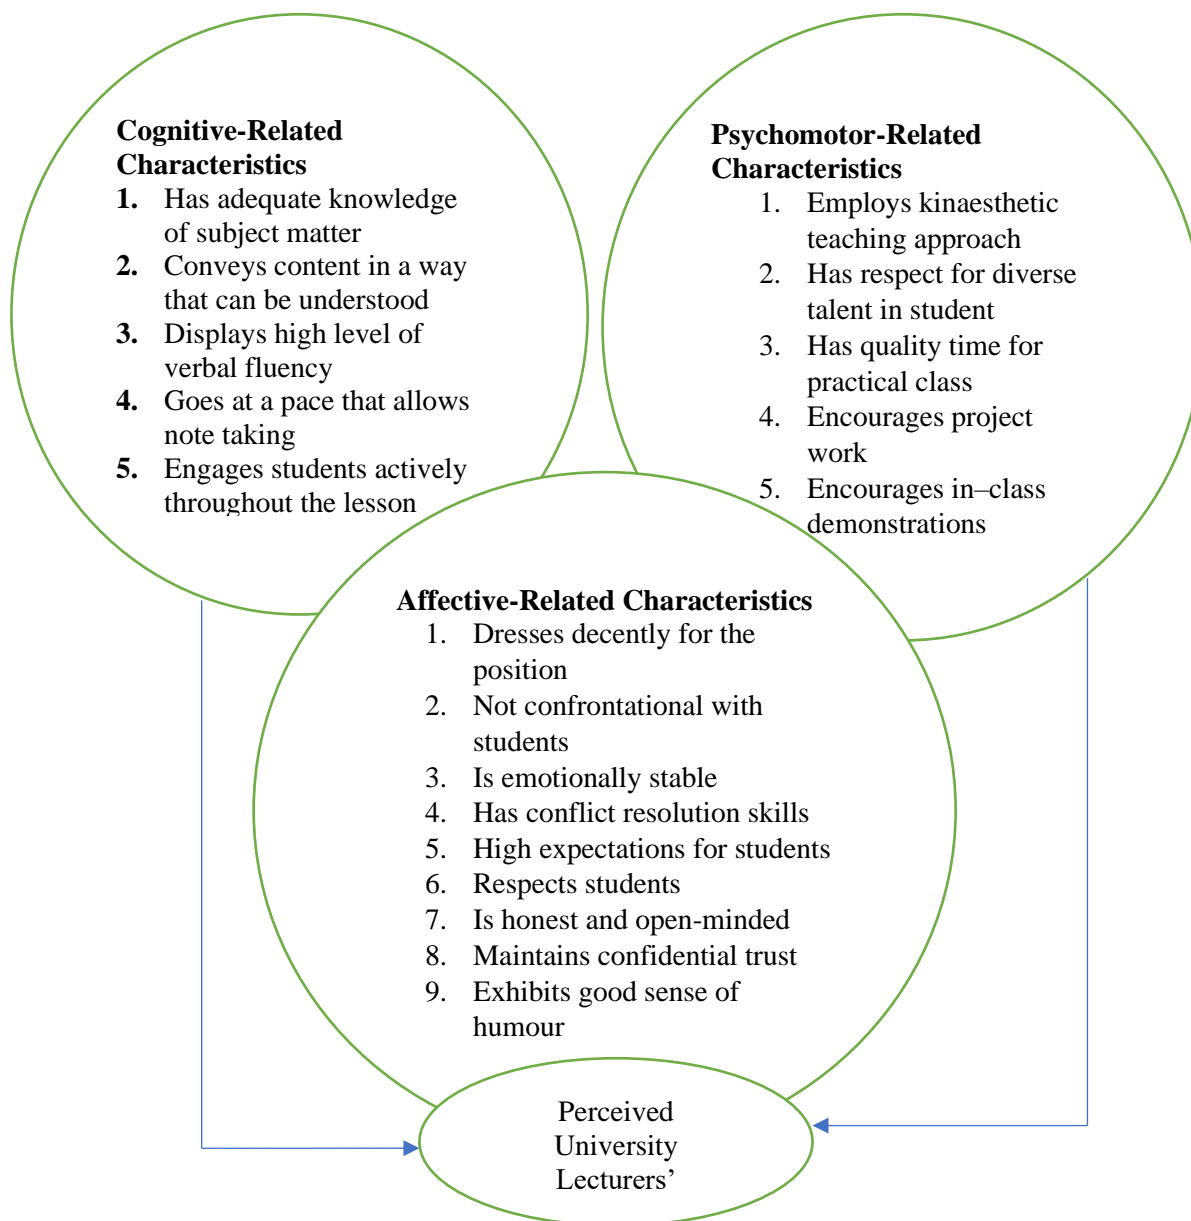 Cognitive-Related
Characteristics
1. Has adequate knowledge
of subject matter
2. Conveys content in a way
that can be understood
3. Displays high level of
verbal fluency
4. Goes at a pace that allows
note taking
5. Engages students actively
throughout the lesson
Psychomotor-Related
Characteristics
1. Employs kinaesthetic
teaching approach
2. Has respect for diverse
talent in student
3. Has quality time for
practical class
4. Encourages project
work
5. Encourages in–class
demonstrations
Affective-Related Characteristics
1. Dresses decently for the
position
2. Not confrontational with
students
3. Is emotionally stable
4. Has conflict resolution skills
5. High expectations for students
6. Respects students
7. Is honest and open-minded
8. Maintains confidential trust
9. Exhibits good sense of
humour
Perceived
University
Lecturers’